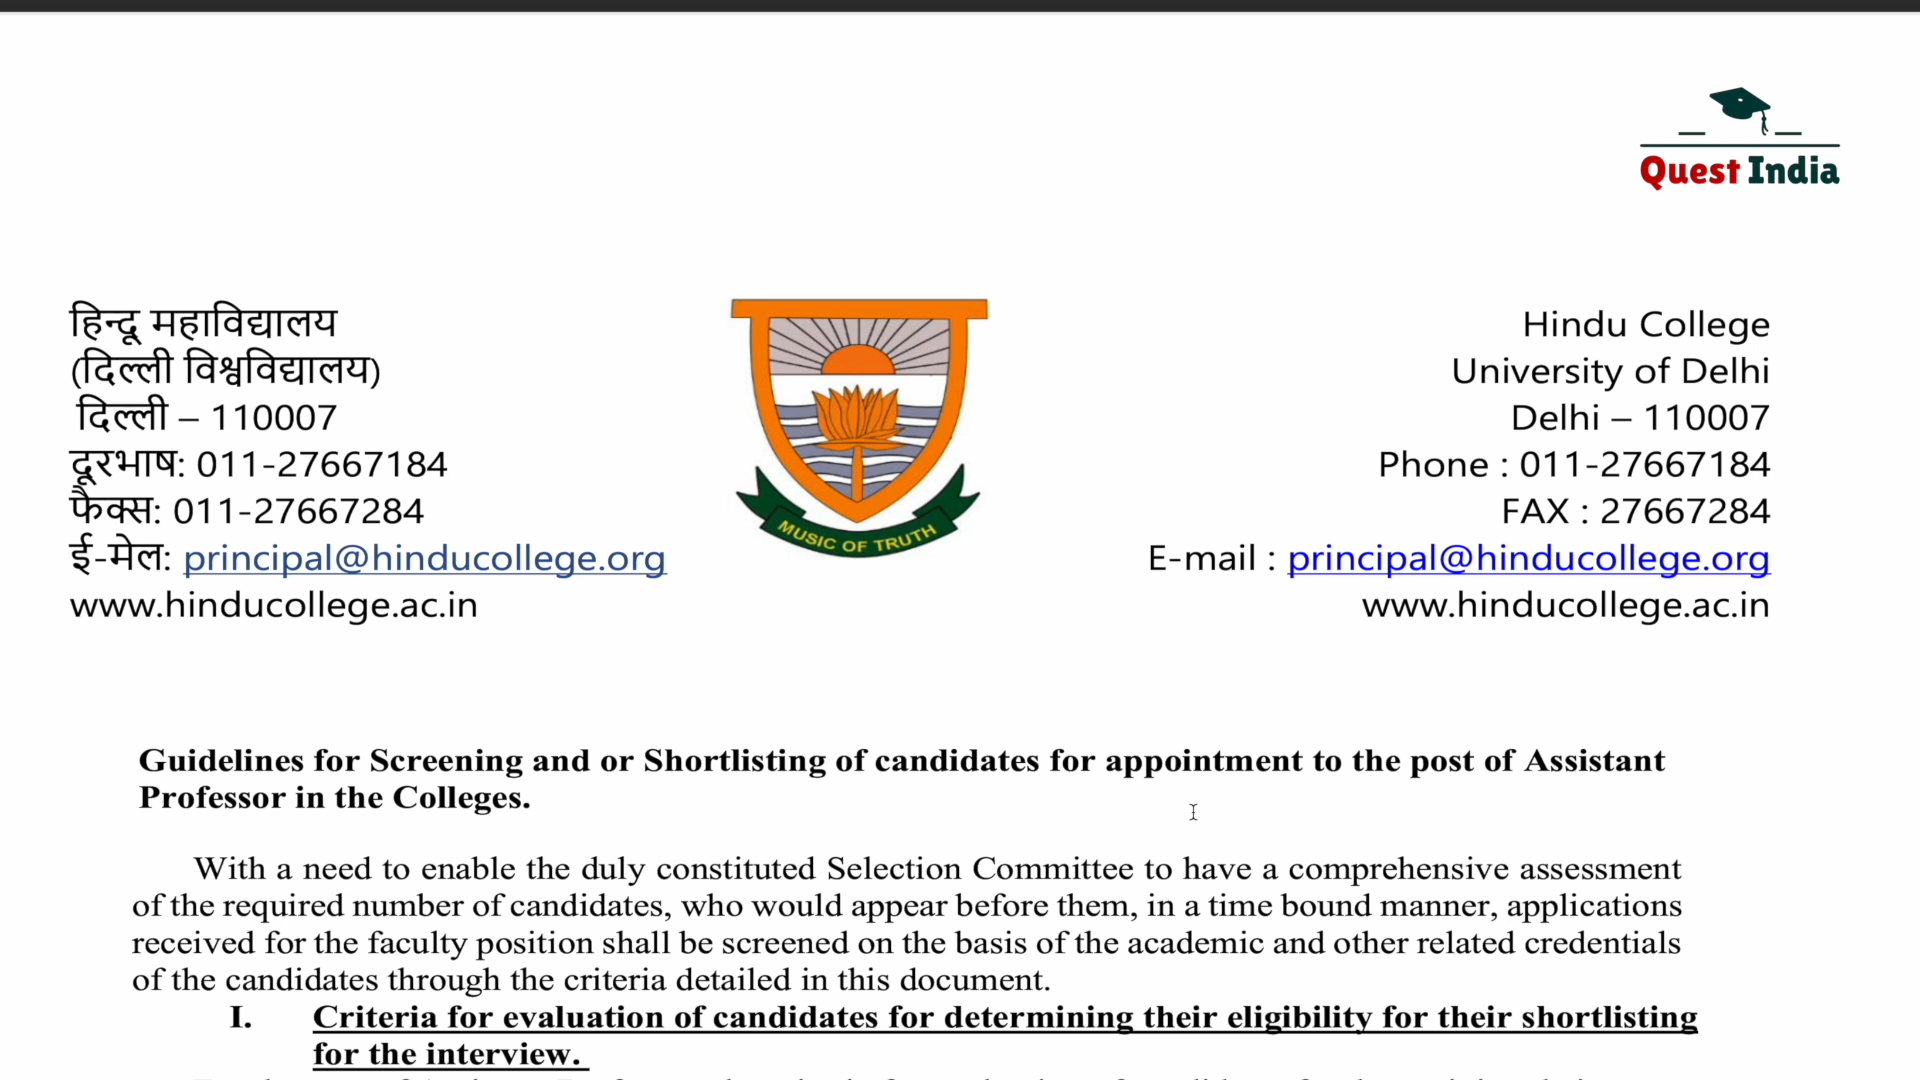 Quest India
हिन्दू महाविद्यालय
(दिल्ली विश्वविद्यालय)
दिल्ली – 110007
दूरभाष: 011-27667184
फैक्स: 011-27667284
ई-मेल: principal@hinducollege.org
www.hinducollege.ac.in
MUSIC OF TRUTH
Hindu College
University of Delhi
Delhi – 110007
Phone : 011-27667184
FAX : 27667284
E-mail : principal@hinducollege.org
www.hinducollege.ac.in
Guidelines for Screening and or Shortlisting of candidates for appointment to the post of Assistant
Professor in the Colleges.
With a need to enable the duly constituted Selection Committee to have a comprehensive assessment
of the required number of candidates, who would appear before them, in a time bound manner, applications
received for the faculty position shall be screened on the basis of the academic and other related credentials
of the candidates through the criteria detailed in this document.
I. Criteria for evaluation of candidates for determining their eligibility for their shortlisting
for the interview.